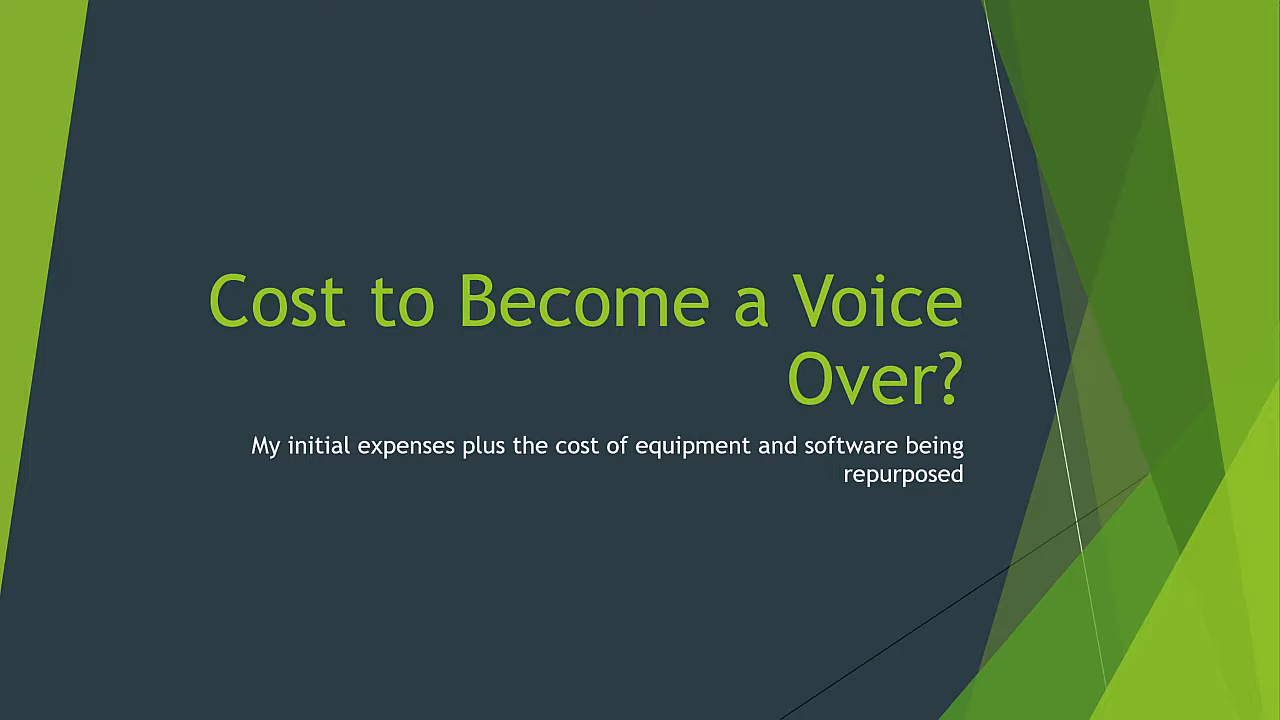 Cost to Become a Voice
Over?
My initial expenses plus the cost of equipment and software being
repurposed